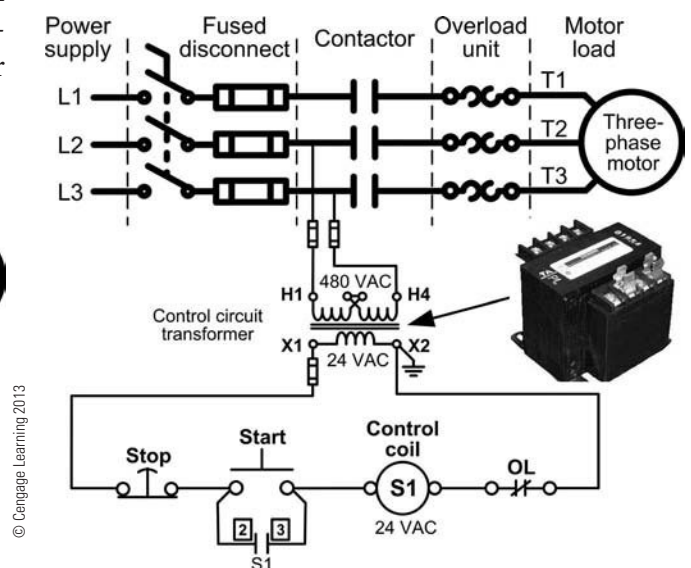 Power supply
Fused disconnect
Contactor
Overload unit
Motor load
L1
L2
L3
T1
T2
T3
Three-
phase
motor
480 VAC
H1
H4
Control circuit
transformer
X1
X2
24 VAC
© Cengage Learning 2013
Stop
Start
Control
coil
S1
24 VAC
OL
2
3
S1